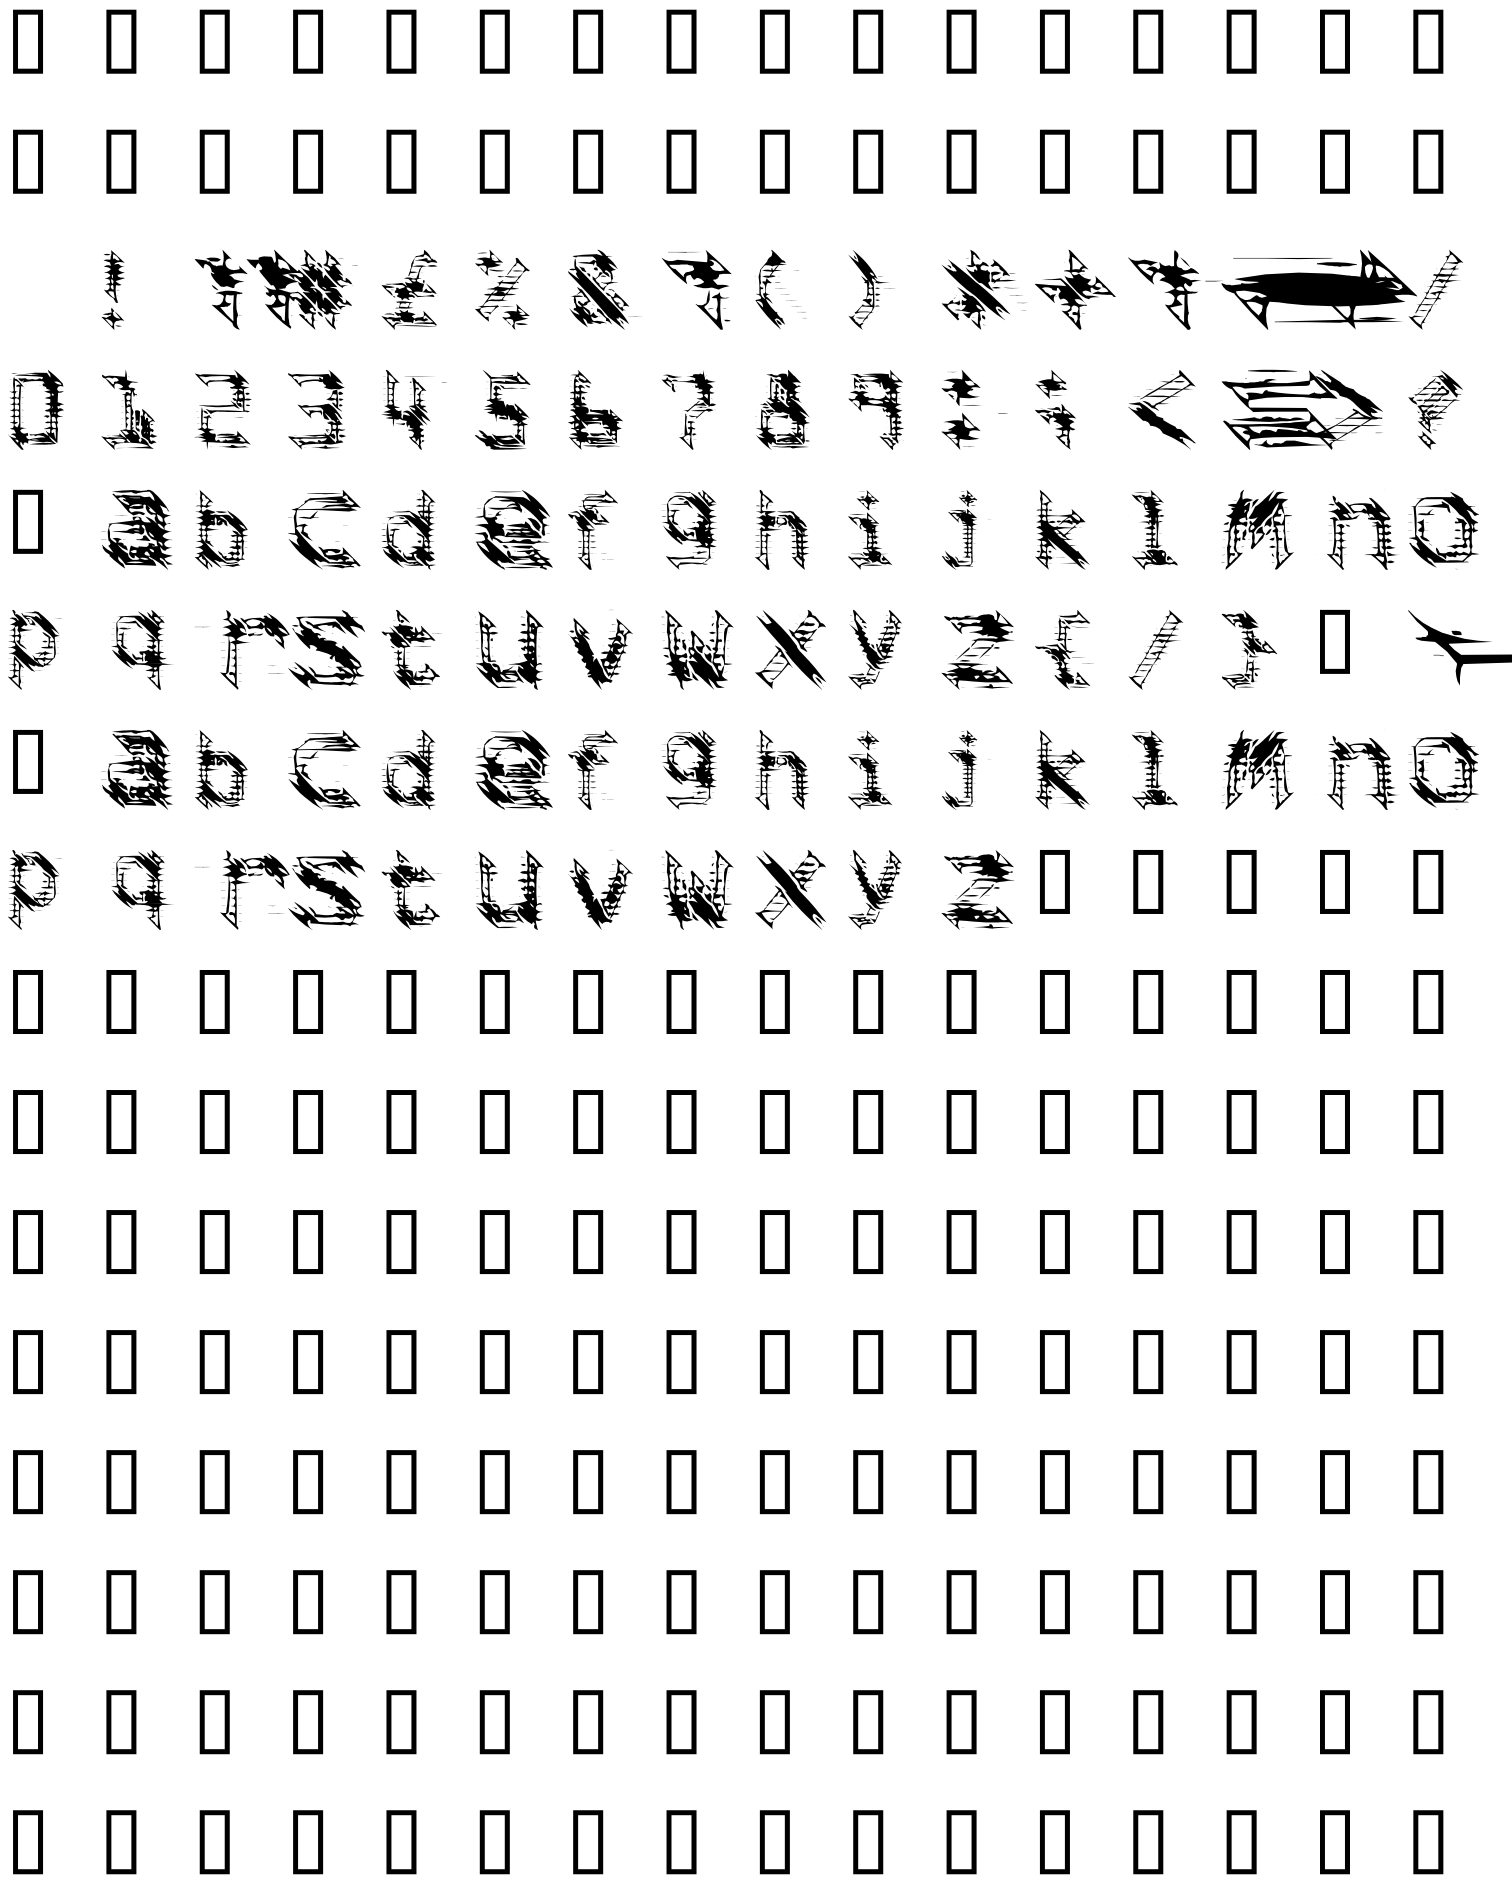 ! " # £ % & ' ( ) * + , - /
0 1 2 3 4 5 6 7 8 9 : ; < = > ?
a b c d e f g h i j k l m n o
p q r s t u v w x y z { / }
a b c d e f g h i j k l m n o
p q r s t u v w x y z